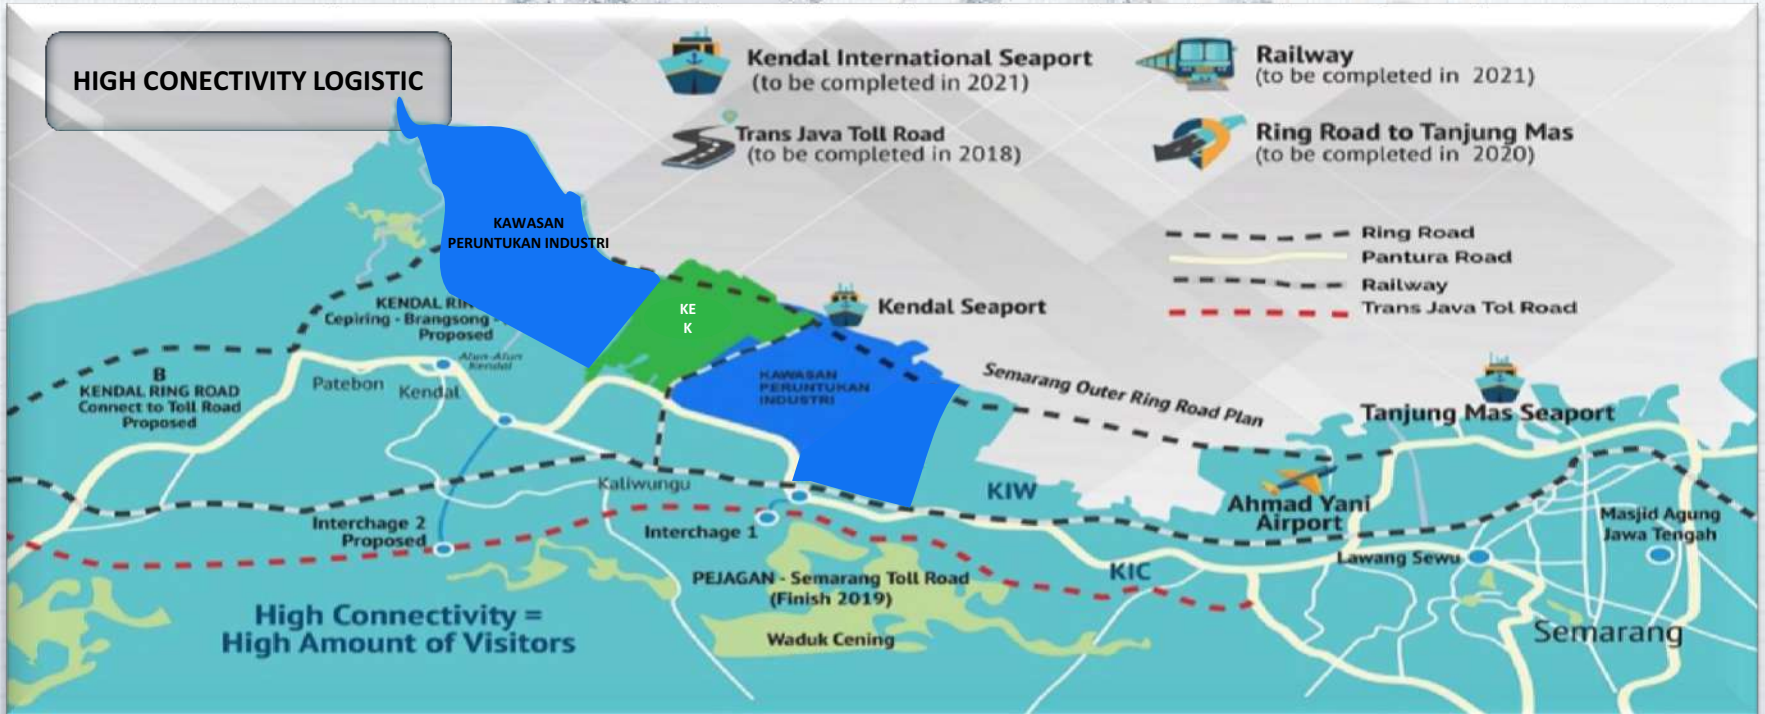 HIGH CONECTIVITY LOGISTIC
Kendal International Seaport
(to be completed in 2021)
Railway
(to be completed in 2021)
Trans Java Toll Road
(to be completed in 2018)
Ring Road to Tanjung Mas
(to be completed in 2020)
Ring Road
Pantura Road
Railway
Trans Java Tol Road
KAWASAN
PERUNTUKAN INDUSTRI
KE
K
Kendal Seaport
KENDAL RIN
Cepiring - Brangsong -
Proposed
Alun-Alun
Kendal
B
KENDAL RING ROAD
Connect to Toll Road
Proposed
Patebon
Kendal
KAWASAN
PERUNTUKAN
INDUSTRI
Semarang Outer Ring Road Plan
Tanjung Mas Seaport
Kaliwungu
KIW
Ahmad Yani
Airport
Masjid Agung
Jawa Tengah
Interchage 2
Proposed
Interchage 1
Lawang Sewu
KIC
PEJAGAN - Semarang Toll Road
(Finish 2019)
High Connectivity =
High Amount of Visitors
Waduk Cening
Semarang